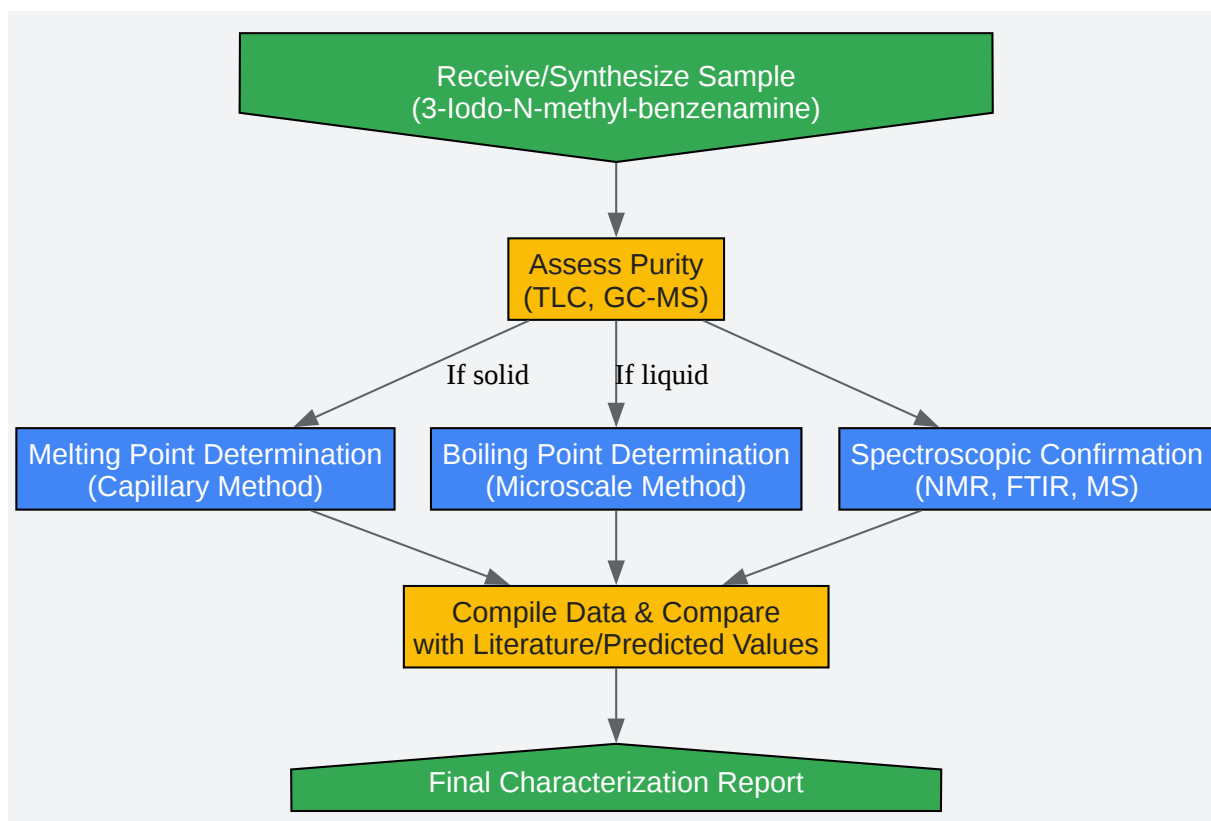 Receive/Synthesize Sample
(3-Iodo-N-methyl-benzenamine)
Assess Purity
(TLC, GC-MS)
If solid
If liquid
Melting Point Determination
(Capillary Method)
Boiling Point Determination
(Microscale Method)
Spectroscopic Confirmation
(NMR, FTIR, MS)
Compile Data & Compare
with Literature/Predicted Values
Final Characterization Report